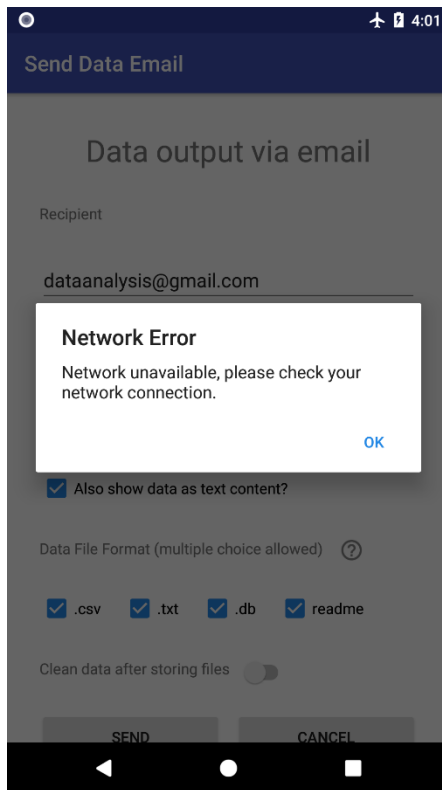 4:01
Send Data Email
Data output via email
Recipient
dataanalysis@gmail.com
Network Error
Network unavailable, please check your
network connection.
OK
Also show data as text content?
Data File Format (multiple choice allowed) ?
.csv .txt .db readme
Clean data after storing files
SEND CANCEL